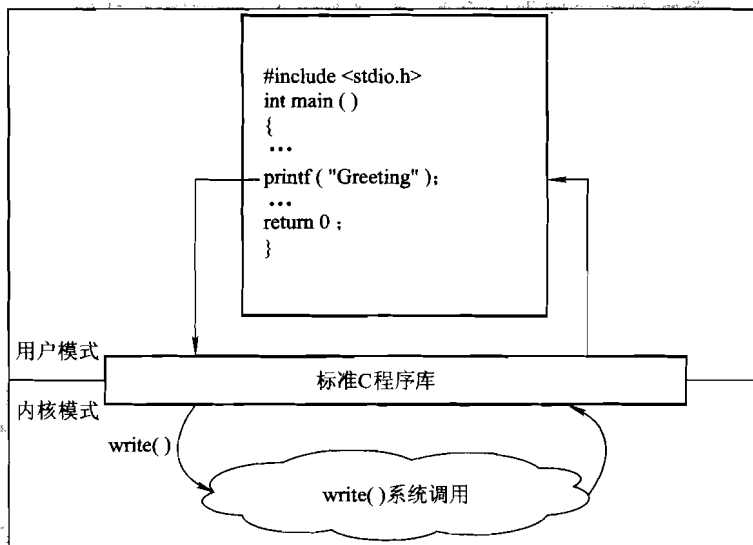 #include <stdio.h>
int main ( )
{
…
printf ( "Greeting" );
…
return 0 ;
}
用户模式
标准C程序库
内核模式
write( )
write( )系统调用